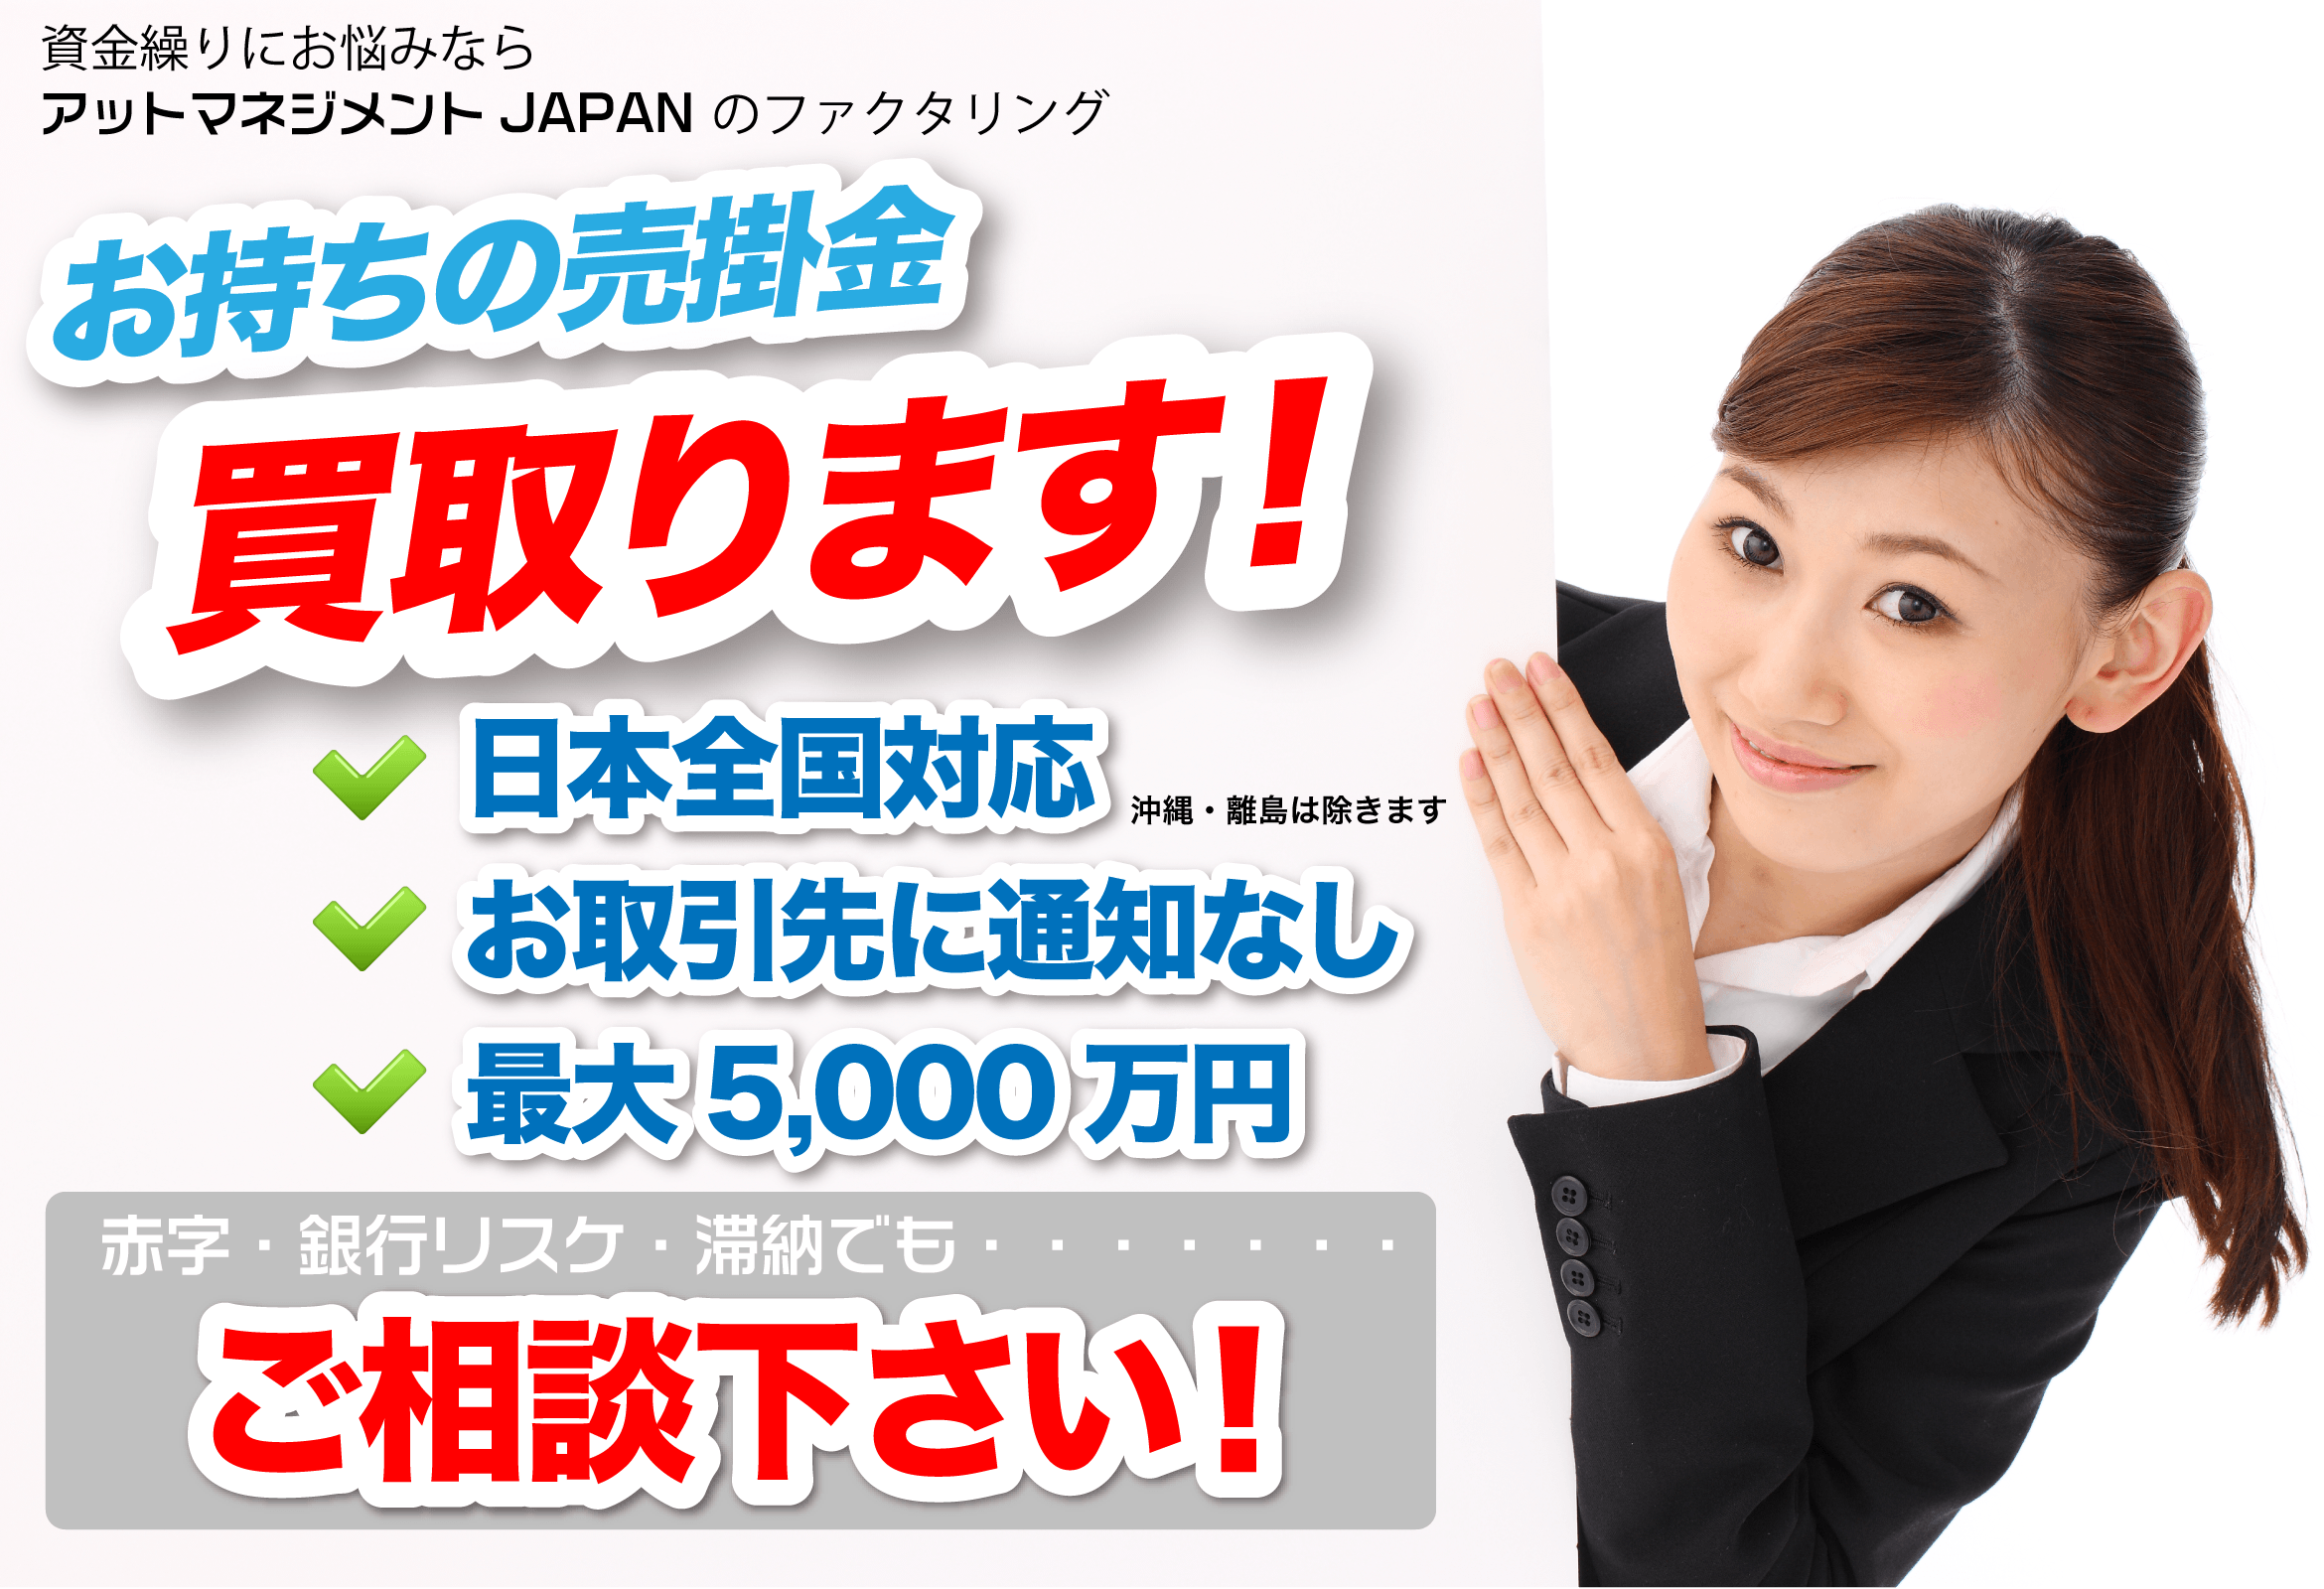 資金繰りにお悩みなら
アットマネジメント JAPAN のファクタリング
お持ちの売掛金
買取ります！
日本全国対応 沖縄・離島は除きます
お取引先に通知なし
最大 5,000 万円
赤字・銀行リスケ・滞納でも・・・・・・・
ご相談下さい！